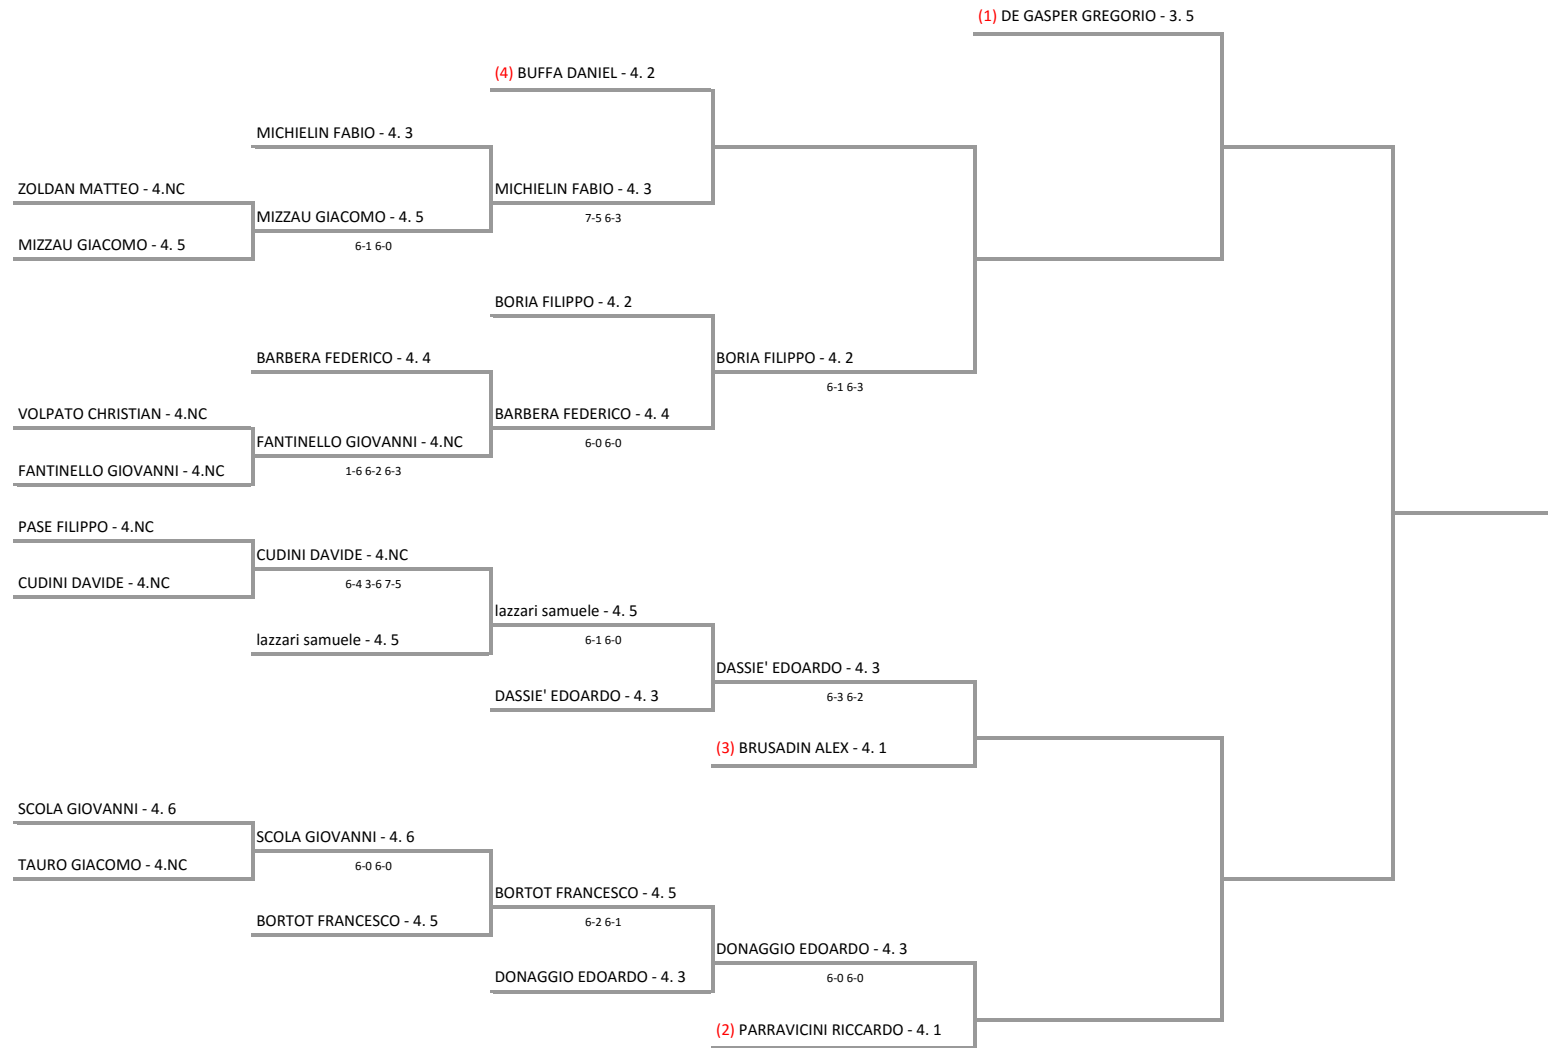 (1) DE GASPER GREGORIO - 3. 5
(4) BUFFA DANIEL - 4. 2
MICHIELIN FABIO - 4. 3
ZOLDAN MATTEO - 4.NC
MICHIELIN FABIO - 4. 3
MIZZAU GIACOMO - 4. 5
7-5 6-3
MIZZAU GIACOMO - 4. 5
6-1 6-0
BORIA FILIPPO - 4. 2
BARBERA FEDERICO - 4. 4
BORIA FILIPPO - 4. 2
6-1 6-3
VOLPATO CHRISTIAN - 4.NC
BARBERA FEDERICO - 4. 4
FANTINELLO GIOVANNI - 4.NC
6-0 6-0
FANTINELLO GIOVANNI - 4.NC
1-6 6-2 6-3
PASE FILIPPO - 4.NC
CUDINI DAVIDE - 4.NC
CUDINI DAVIDE - 4.NC
6-4 3-6 7-5
lazzari samuele - 4. 5
lazzari samuele - 4. 5
6-1 6-0
DASSIE' EDOARDO - 4. 3
DASSIE' EDOARDO - 4. 3
6-3 6-2
(3) BRUSADIN ALEX - 4. 1
SCOLA GIOVANNI - 4. 6
SCOLA GIOVANNI - 4. 6
TAURO GIACOMO - 4.NC
6-0 6-0
BORTOT FRANCESCO - 4. 5
BORTOT FRANCESCO - 4. 5
6-2 6-1
DONAGGIO EDOARDO - 4. 3
DONAGGIO EDOARDO - 4. 3
6-0 6-0
(2) PARRAVICINI RICCARDO - 4. 1